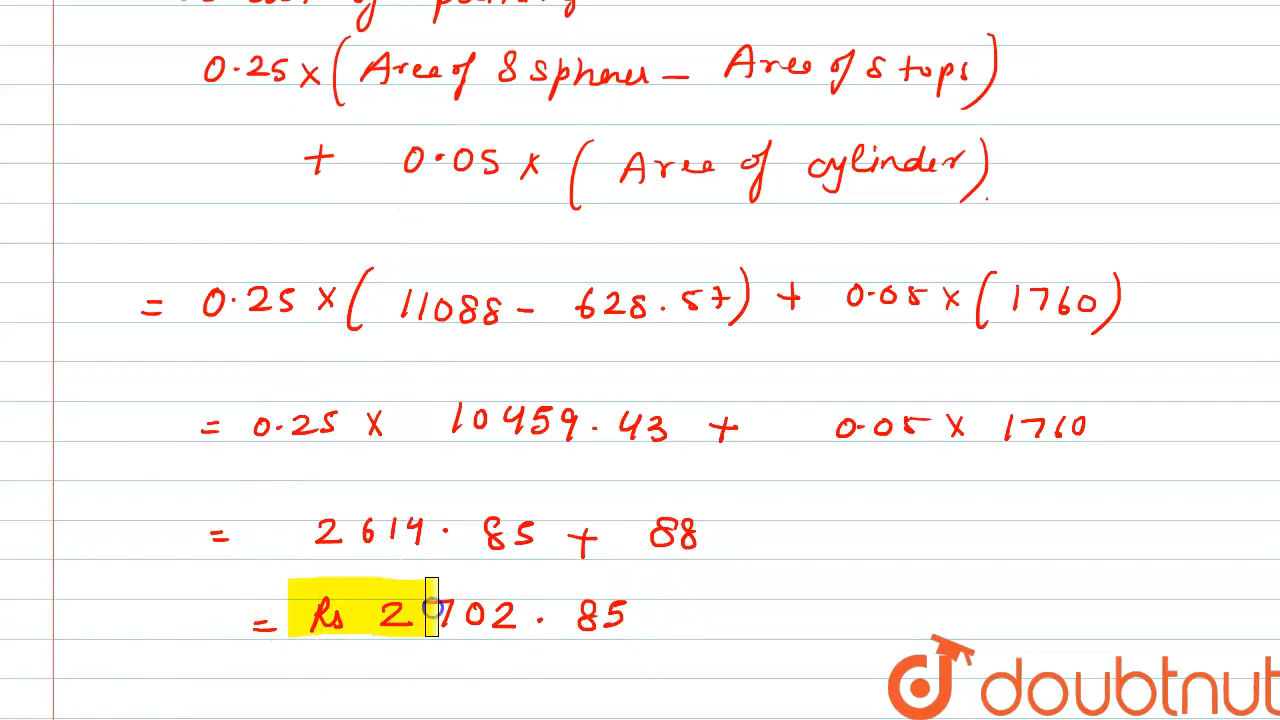 0.25 × ( Area of 8 spheres – Area of 8 tops )
+ 0.05 × ( Area of cylinder ).
= 0.25 × ( 11088 – 628.57 ) + 0.05 × ( 1760 )
= 0.25 × 10459.43 + 0.05 × 1760
= 2614.85 + 88
= Rs 2702.85
doubtnut